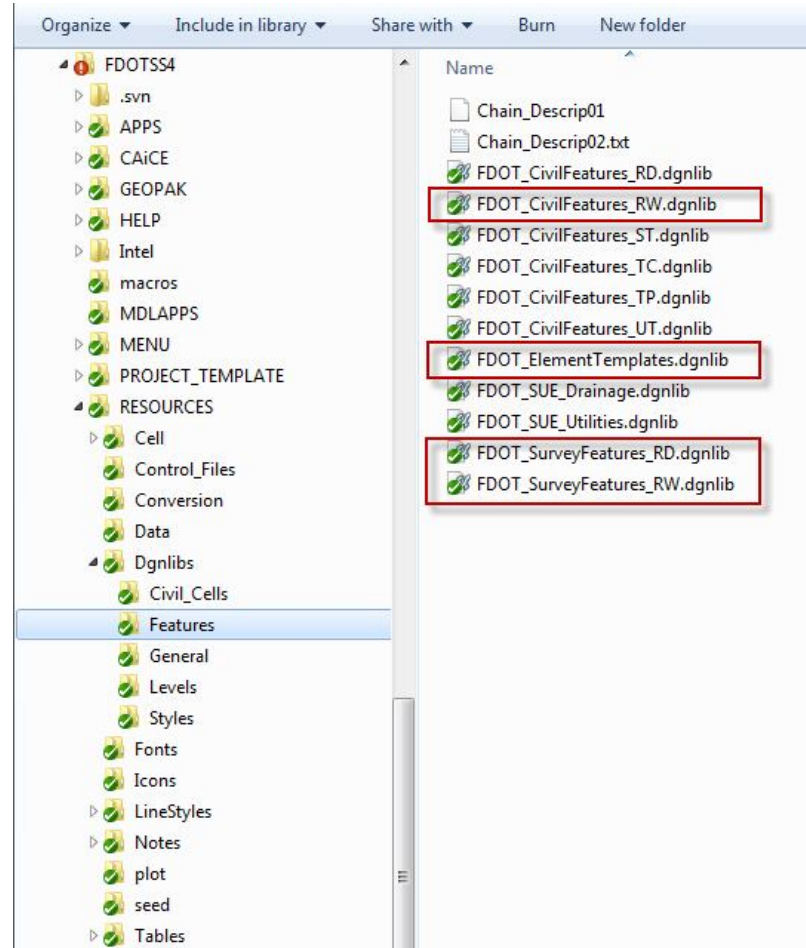 Organize Include in library Share with Burn New folder
FDOTSS4
.svn
APPS
CAiCE
GEOPAK
HELP
Intel
macros
MDLAPPS
MENU
PROJECT_TEMPLATE
RESOURCES
Cell
Control_Files
Conversion
Data
Dgnlibs
Civil_Cells
Features
General
Levels
Styles
Fonts
Icons
LineStyles
Notes
plot
seed
Tables
Name
Chain_Descrip01
Chain_Descrip02.txt
FDOT_CivilFeatures_RD.dgnlib
FDOT_CivilFeatures_RW.dgnlib
FDOT_CivilFeatures_ST.dgnlib
FDOT_CivilFeatures_TC.dgnlib
FDOT_CivilFeatures_TP.dgnlib
FDOT_CivilFeatures_UT.dgnlib
FDOT_ElementTemplates.dgnlib
FDOT_SUE_Drainage.dgnlib
FDOT_SUE_Utilities.dgnlib
FDOT_SurveyFeatures_RD.dgnlib
FDOT_SurveyFeatures_RW.dgnlib